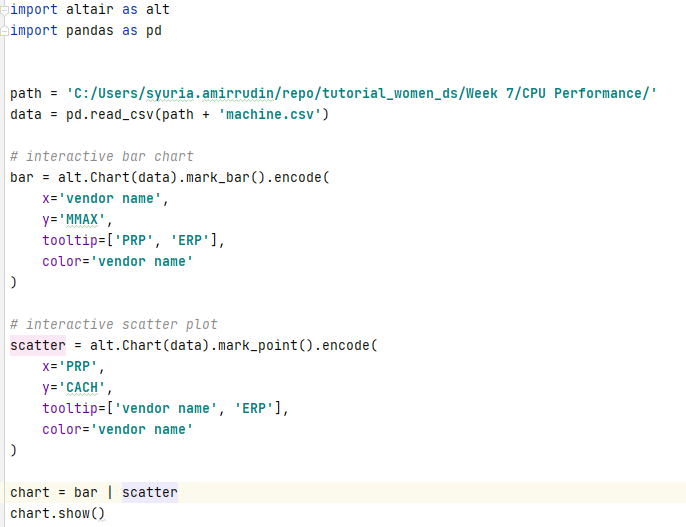 import altair as alt
import pandas as pd
path = 'C:/Users/syuria.amirrudin/repo/tutorial_women_ds/Week 7/CPU Performance/'
data = pd.read_csv(path + 'machine.csv')
# interactive bar chart
bar = alt.Chart(data).mark_bar().encode(
    x='vendor name',
    y='MMAX',
    tooltip=['PRP', 'ERP'],
    color='vendor name'
)
# interactive scatter plot
scatter = alt.Chart(data).mark_point().encode(
    x='PRP',
    y='CACH',
    tooltip=['vendor name', 'ERP'],
    color='vendor name'
)
chart = bar | scatter
chart.show()